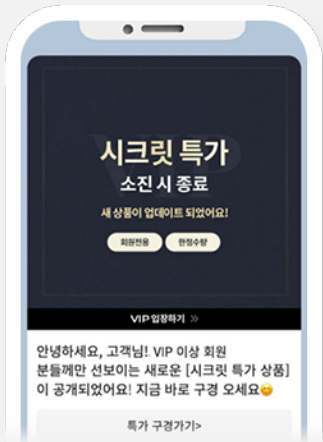 VIP
시크릿 특가
소진 시 종료
새 상품이 업데이트 되었어요!
회원전용 한정수량
VIP 입장하기 >>
안녕하세요, 고객님! VIP 이상 회원
분들께만 선보이는 새로운 [시크릿 특가 상품]
이 공개되었어요! 지금 바로 구경 오세요😊
특가 구경가기>